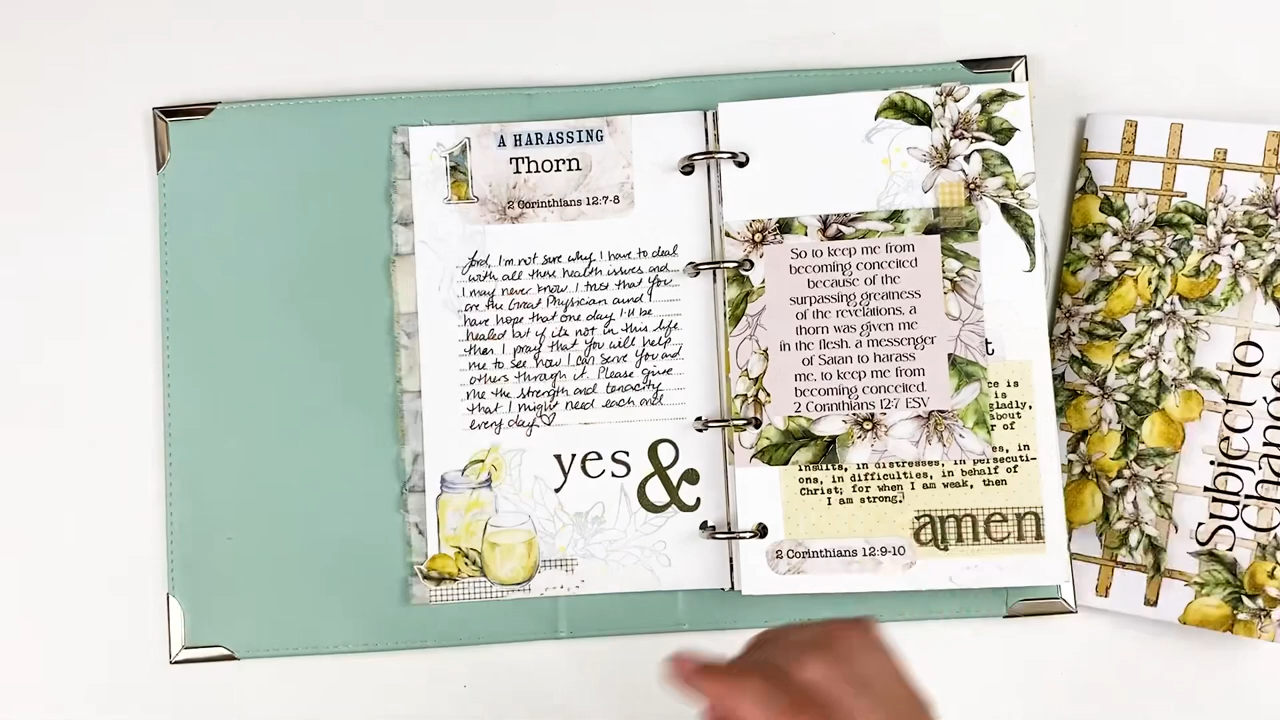 1
A HARASSING
Thorn
2 Corinthians 12:7-8
Lord, I'm not sure why I have to deal
with all these health issues and
I may never know. I trust that you
are the Great Physician and I
have hope that one day I'll be
healed but if it's not in this life
then I pray that you will help
me to see how I can serve You and
others through it. Please give
me the strength and tenacity
that I might need each and
every day
yes &
So to keep me from
becoming conceited
because of the
surpassing greatness
of the revelations, a
thorn was given me
in the flesh, a messenger
of Satan to harass
me, to keep me from
becoming conceited.
2 Corinthians 12:7 ESV
is
is
gladly,
about
of
in
insults, in distresses, in persecuti-
ons, in difficulties, in behalf of
Christ; for when I am weak, then
I am strong.
amen
2 Corinthians 12:9-10
Subject to
Change